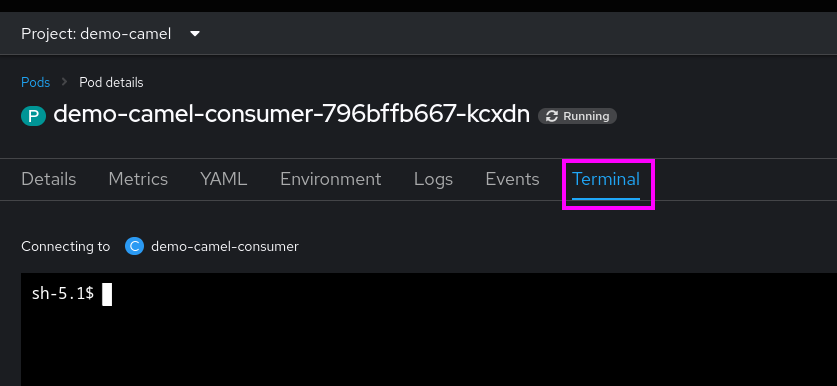 Project: demo-camel
Pods > Pod details
P demo-camel-consumer-796bffb667-kcxdn Running
Details Metrics YAML Environment Logs Events Terminal
Connecting to C demo-camel-consumer
sh-5.1$